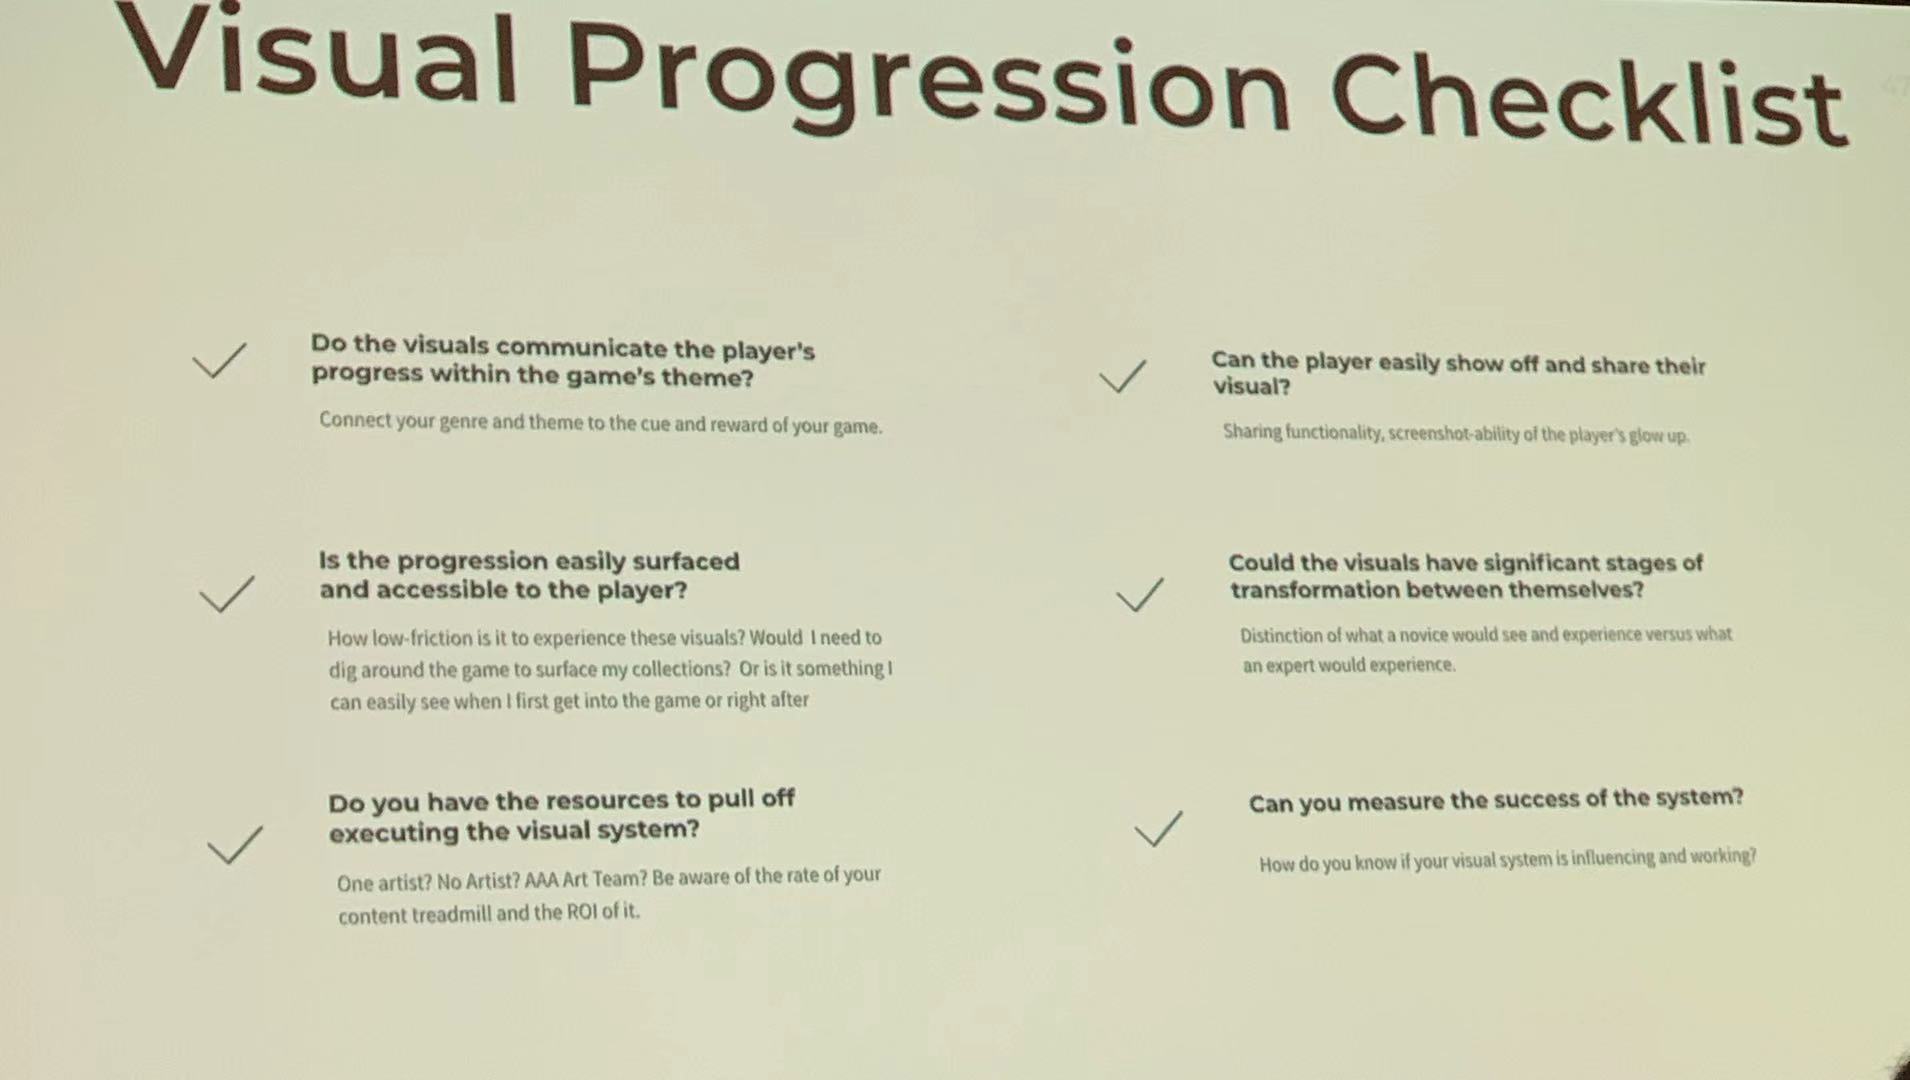 Visual Progression Checklist
Do the visuals communicate the player's
progress within the game's theme?
Connect your genre and theme to the cue and reward of your game.
Is the progression easily surfaced
and accessible to the player?
How low-friction is it to experience these visuals? Would I need to
dig around the game to surface my collections? Or is it something I
can easily see when I first get into the game or right after
Do you have the resources to pull off
executing the visual system?
One artist? No Artist? AAA Art Team? Be aware of the rate of your
content treadmill and the ROI of it.
Can the player easily show off and share their
visual?
Sharing functionality, screenshot-ability of the player's glow up.
Could the visuals have significant stages of
transformation between themselves?
Distinction of what a novice would see and experience versus what
an expert would experience.
Can you measure the success of the system?
How do you know if your visual system is influencing and working?